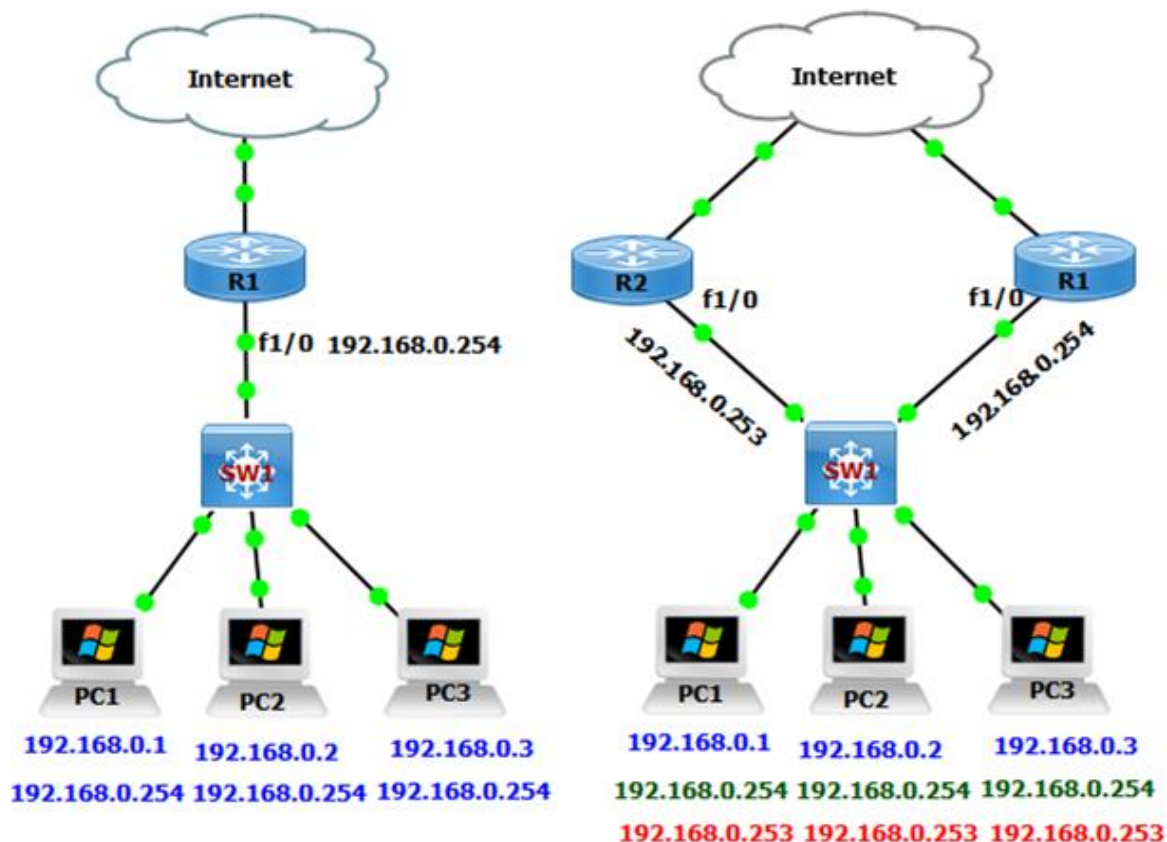 Internet
R1
f1/0 192.168.0.254
SW1
PC1 PC2 PC3
192.168.0.1 192.168.0.2 192.168.0.3
192.168.0.254 192.168.0.254 192.168.0.254
Internet
R2 R1
f1/0 f1/0
192.168.0.253 192.168.0.254
SW1
PC1 PC2 PC3
192.168.0.1 192.168.0.2 192.168.0.3
192.168.0.254 192.168.0.254 192.168.0.254
192.168.0.253 192.168.0.253 192.168.0.253